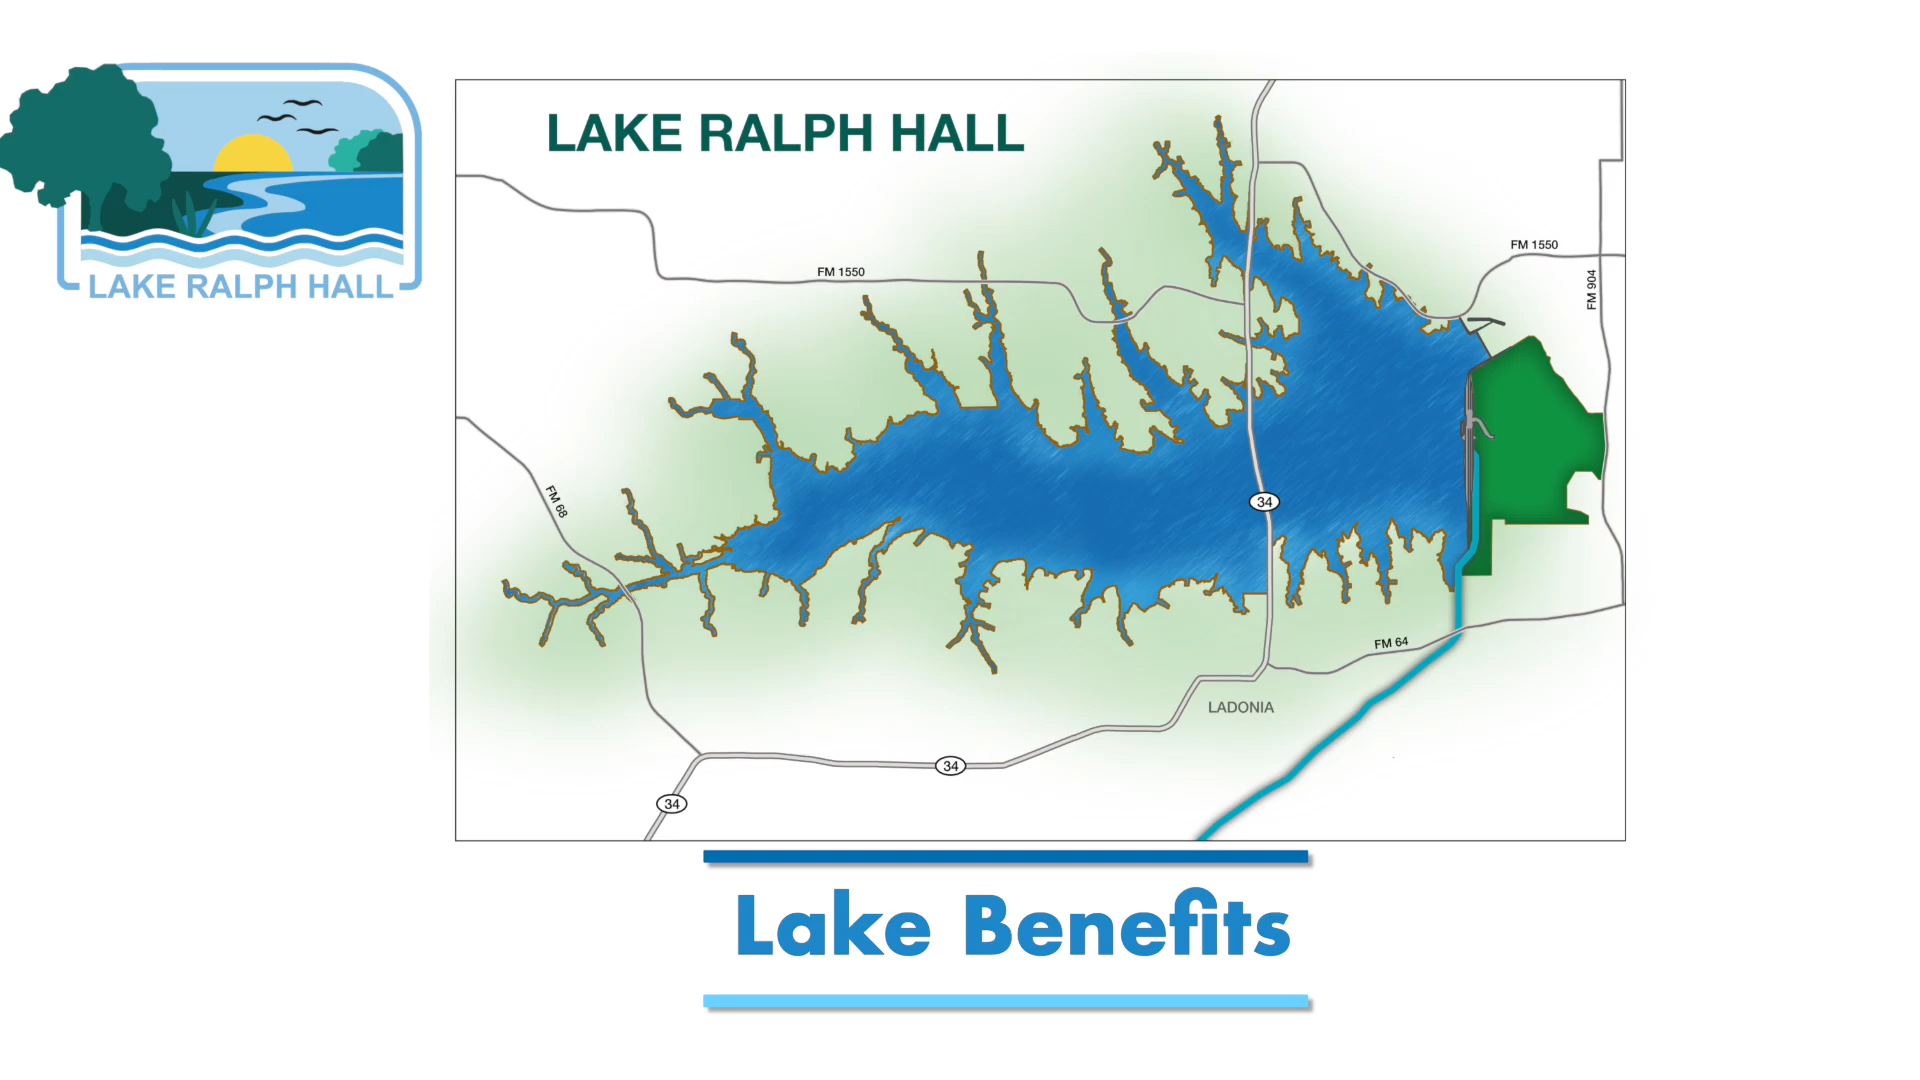 LAKE RALPH HALL
LAKE RALPH HALL
FM 1550
FM 1550
FM 904
FM 68
34
FM 64
LADONIA
34
34
Lake Benefits